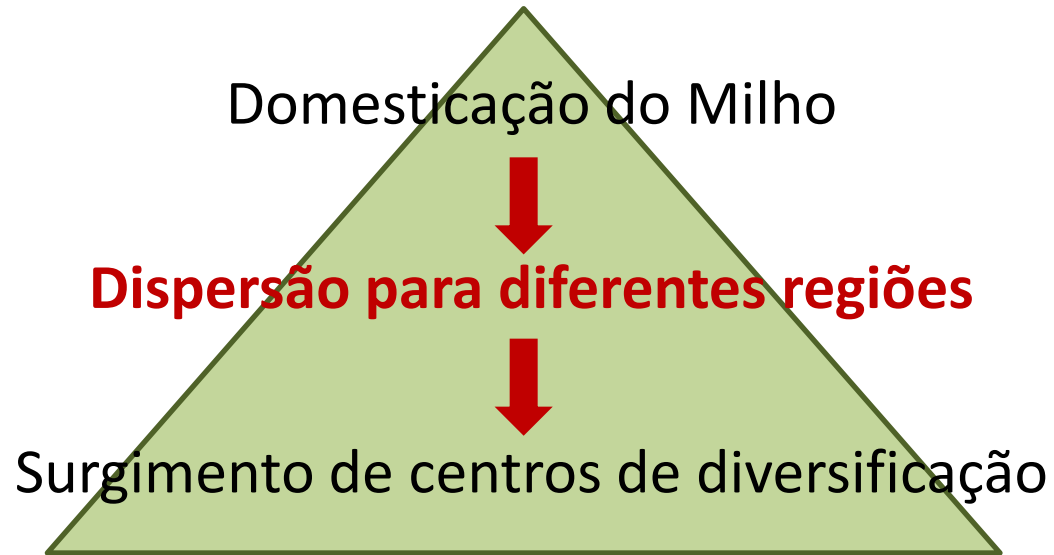 Domesticação do Milho
Dispersão para diferentes regiões
Surgimento de centros de diversificação